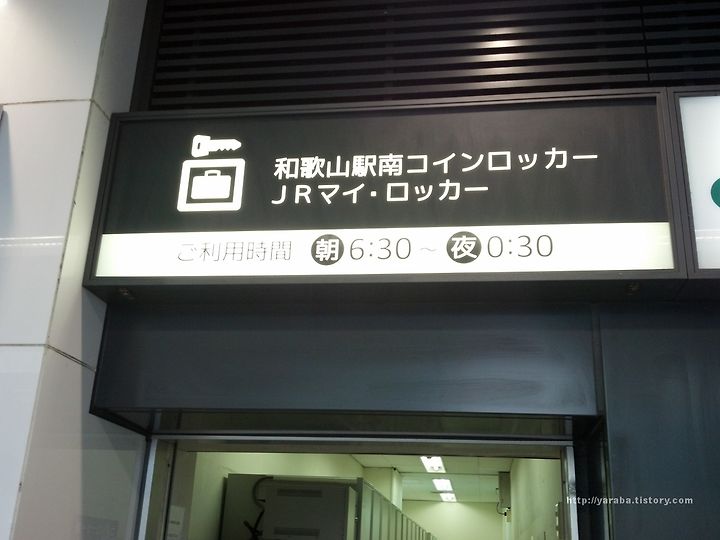 和歌山駅南コインロッカー
JRマイ・ロッカー
ご利用時間 朝 6:30~夜 0:30
http://yaraba.tistory.com